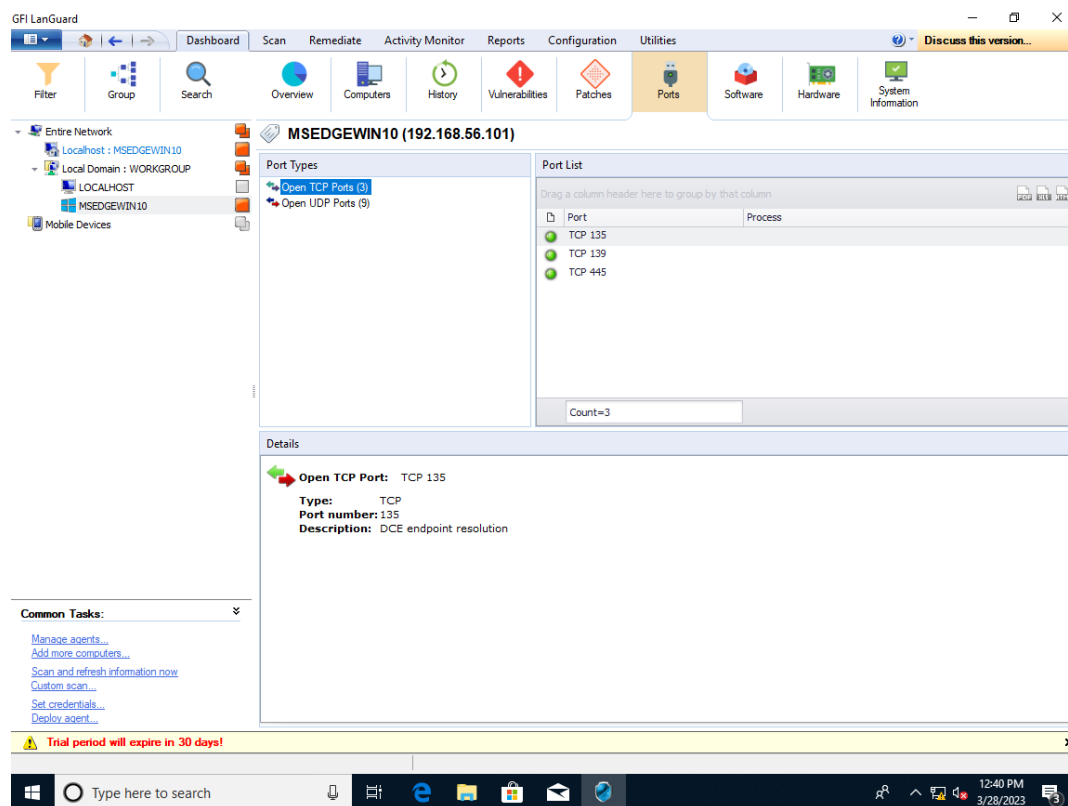 GFI LanGuard
Dashboard Scan Remediate Activity Monitor Reports Configuration Utilities Discuss this version...
Filter Group Search Overview Computers History Vulnerabilities Patches Ports Software Hardware System Information
Entire Network
Localhost : MSEDGEWIN10
Local Domain : WORKGROUP
LOCALHOST
MSEDGEWIN10
Mobile Devices
MSEDGEWIN10 (192.168.56.101)
Port Types
Open TCP Ports (3)
Open UDP Ports (9)
Port List
Drag a column header here to group by that column
Port Process
TCP 135
TCP 139
TCP 445
Count=3
Details
Open TCP Port: TCP 135
Type: TCP
Port number: 135
Description: DCE endpoint resolution
Common Tasks:
Manage agents...
Add more computers...
Scan and refresh information now
Custom scan...
Set credentials...
Deploy agent...
Trial period will expire in 30 days!
Type here to search
12:40 PM
3/28/2023
3